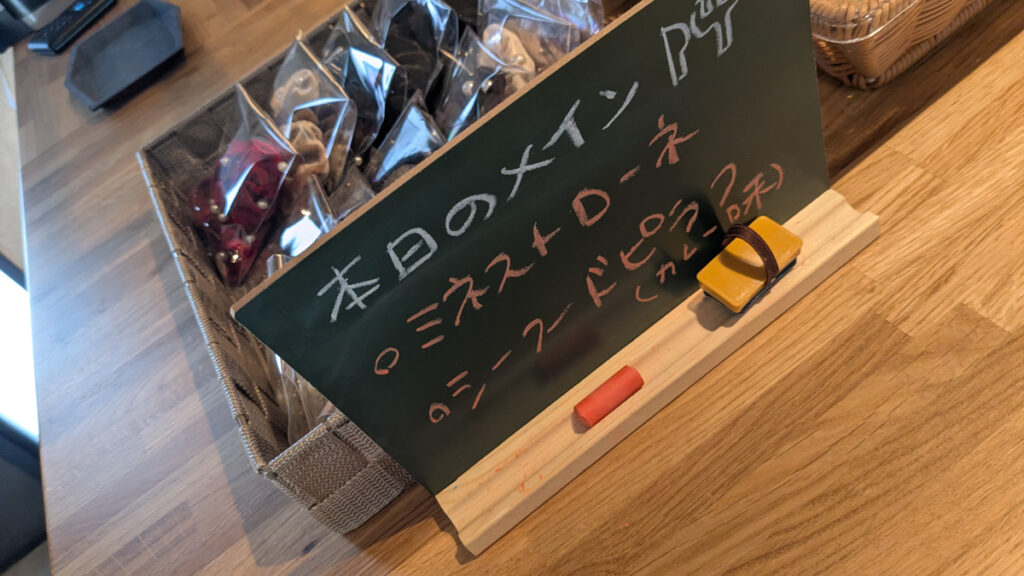 本日のメイン
○ミネストローネ
○シーフードピラフ
(カレー味)